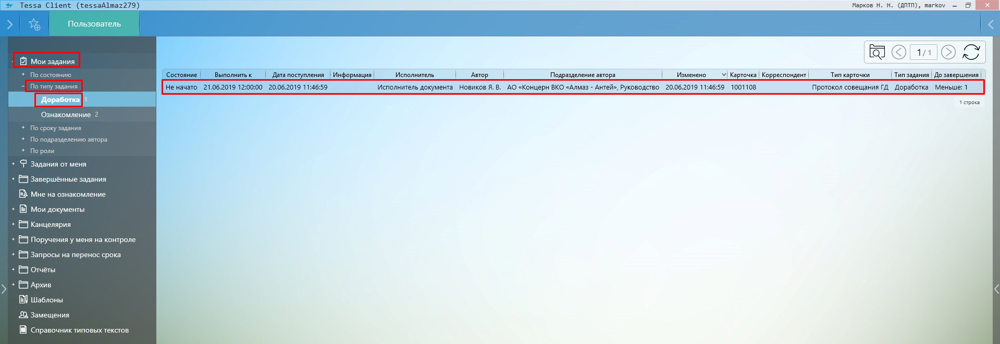 Tessa Client (tessaAlmaz279)
Марков Н. Н. (ДПТП), markov
Пользователь
Мои задания
По состоянию
По типу задания
Доработка 1
Ознакомление 2
По сроку задания
По подразделению автора
По роли
Задания от меня
Завершённые задания
Мне на ознакомление
Мои документы
Канцелярия
Поручения у меня на контроле
Запросы на перенос срока
Отчёты
Архив
Шаблоны
Замещения
Справочник типовых текстов
1 / 1
Состояние Выполнить к Дата поступления Информация Исполнитель Автор Подразделение автора Изменено Карточка Корреспондент Тип карточки Тип задания До завершения
Не начато 21.06.2019 12:00:00 20.06.2019 11:46:59 Исполнитель документа Новиков Я. В. АО «Концерн ВКО «Алмаз - Антей», Руководство 20.06.2019 11:46:59 1001108 Протокол совещания ГД Доработка Меньше: 1
1 строка